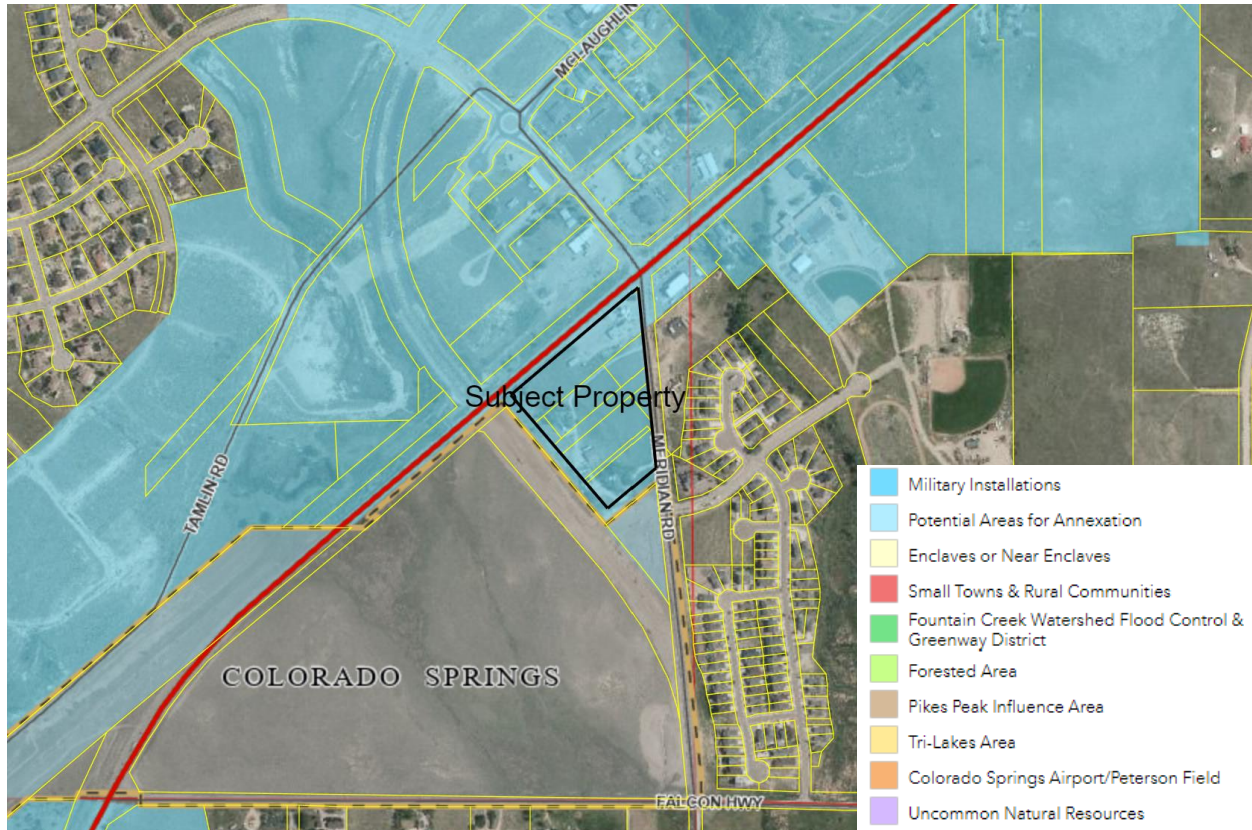 MCLAUGHLIN
Subject Property
MERIDIAN RD
TAMLIN RD
COLORADO SPRINGS
FALCON HWY
Military Installations
Potential Areas for Annexation
Enclaves or Near Enclaves
Small Towns & Rural Communities
Fountain Creek Watershed Flood Control &
Greenway District
Forested Area
Pikes Peak Influence Area
Tri-Lakes Area
Colorado Springs Airport/Peterson Field
Uncommon Natural Resources